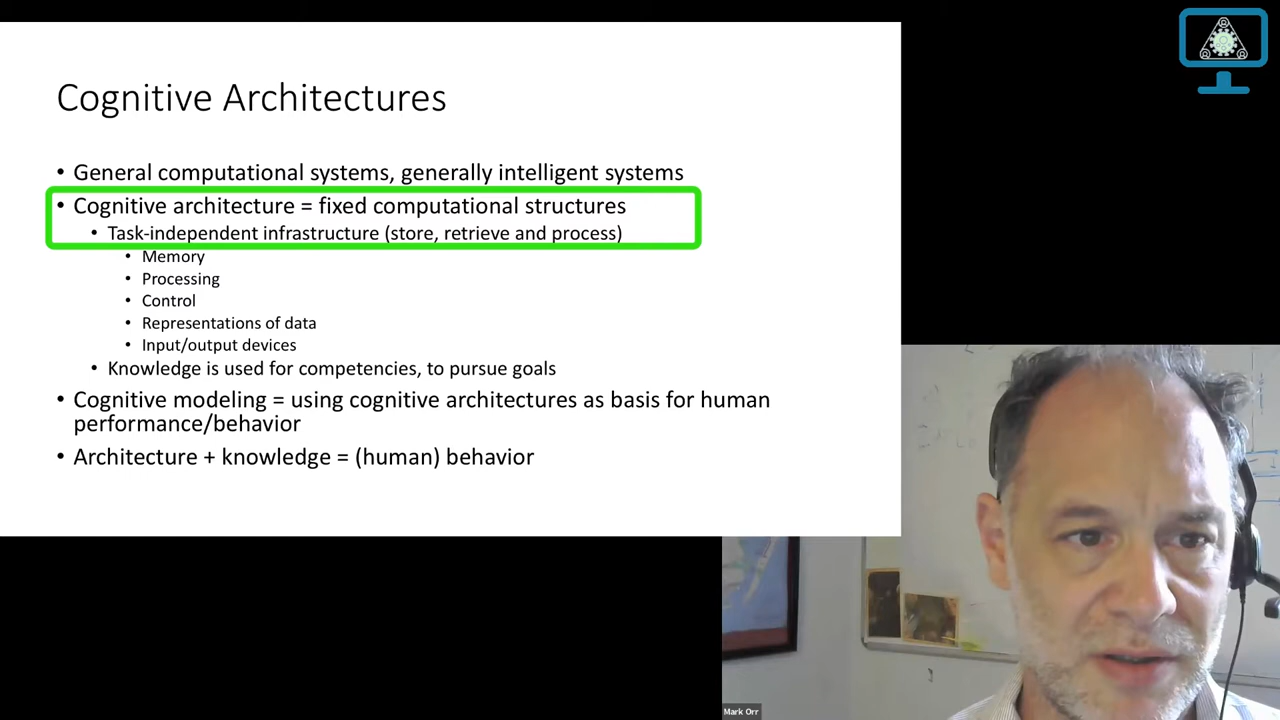 Cognitive Architectures
• General computational systems, generally intelligent systems
• Cognitive architecture = fixed computational structures
• Task-independent infrastructure (store, retrieve and process)
• Memory
• Processing
• Control
• Representations of data
• Input/output devices
• Knowledge is used for competencies, to pursue goals
• Cognitive modeling = using cognitive architectures as basis for human
performance/behavior
• Architecture + knowledge = (human) behavior
Mark Orr